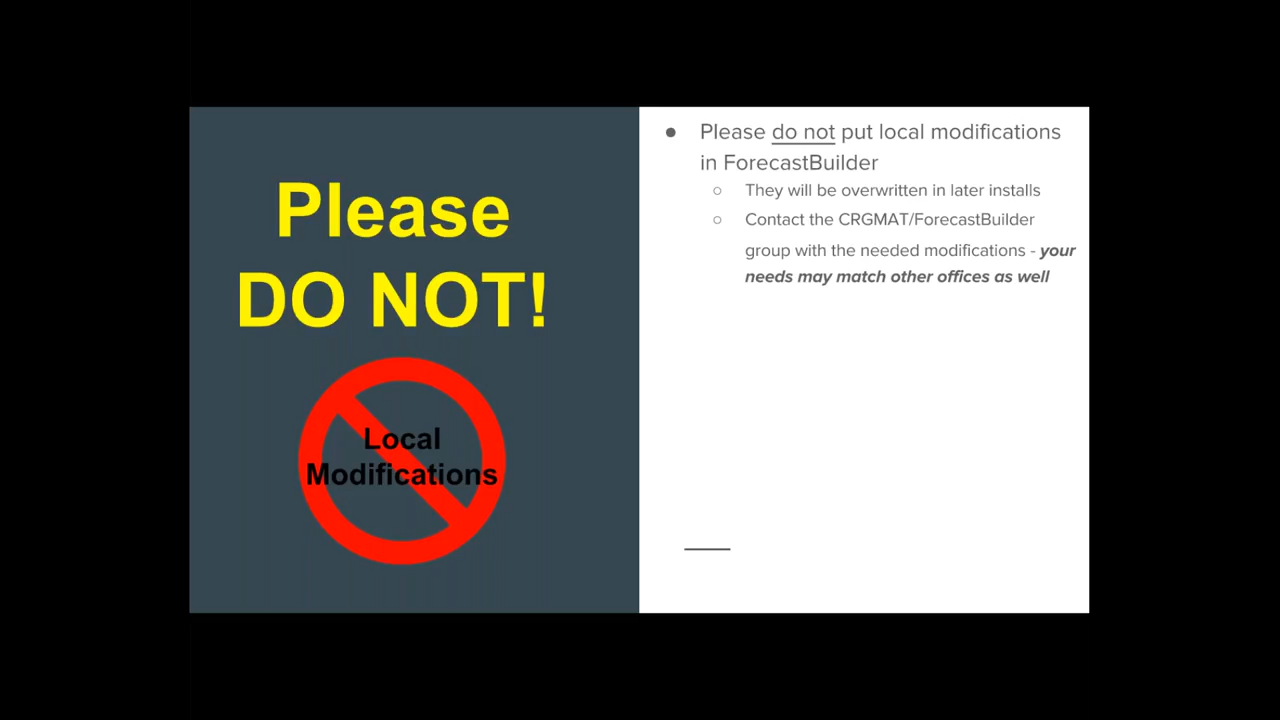 Please
DO NOT!
Local
Modifications
● Please do not put local modifications
in ForecastBuilder
○ They will be overwritten in later installs
○ Contact the CRGMAT/ForecastBuilder
group with the needed modifications - your
needs may match other offices as well